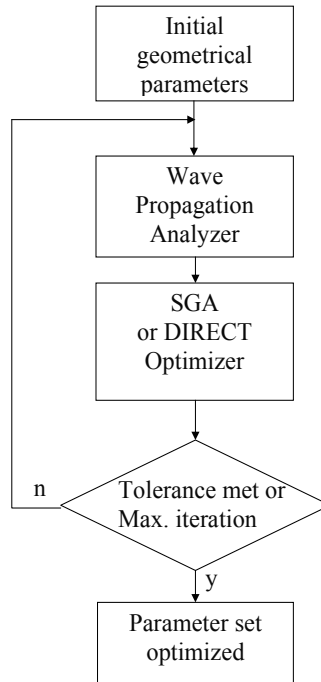 Initial
geometrical
parameters
Wave
Propagation
Analyzer
SGA
or DIRECT
Optimizer
n
Tolerance met or
Max. iteration
y
Parameter set
optimized